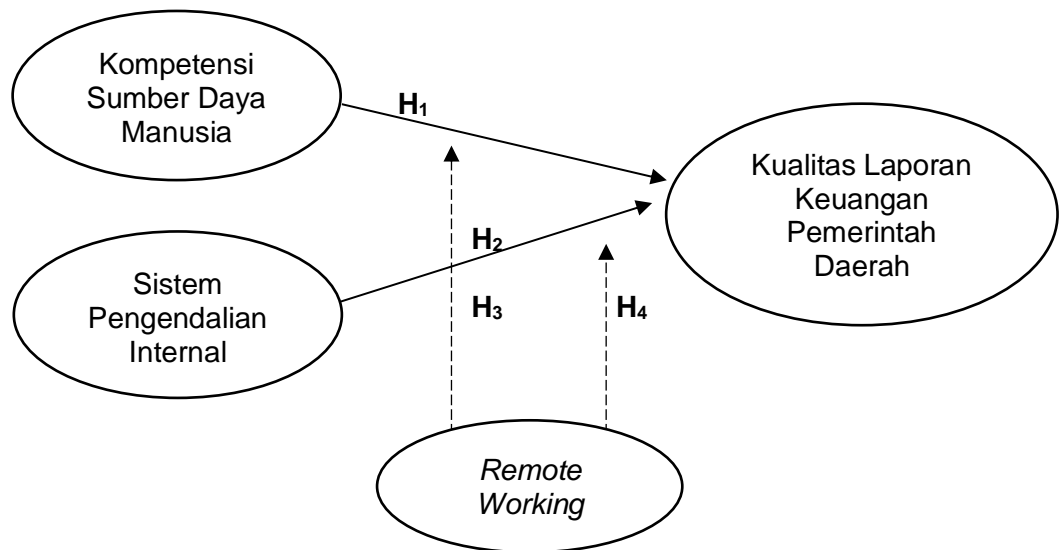 Kompetensi
Sumber Daya
Manusia
H₁
Kualitas Laporan
Keuangan
Pemerintah
Daerah
H₂
Sistem
Pengendalian
Internal
H₃
H₄
Remote
Working